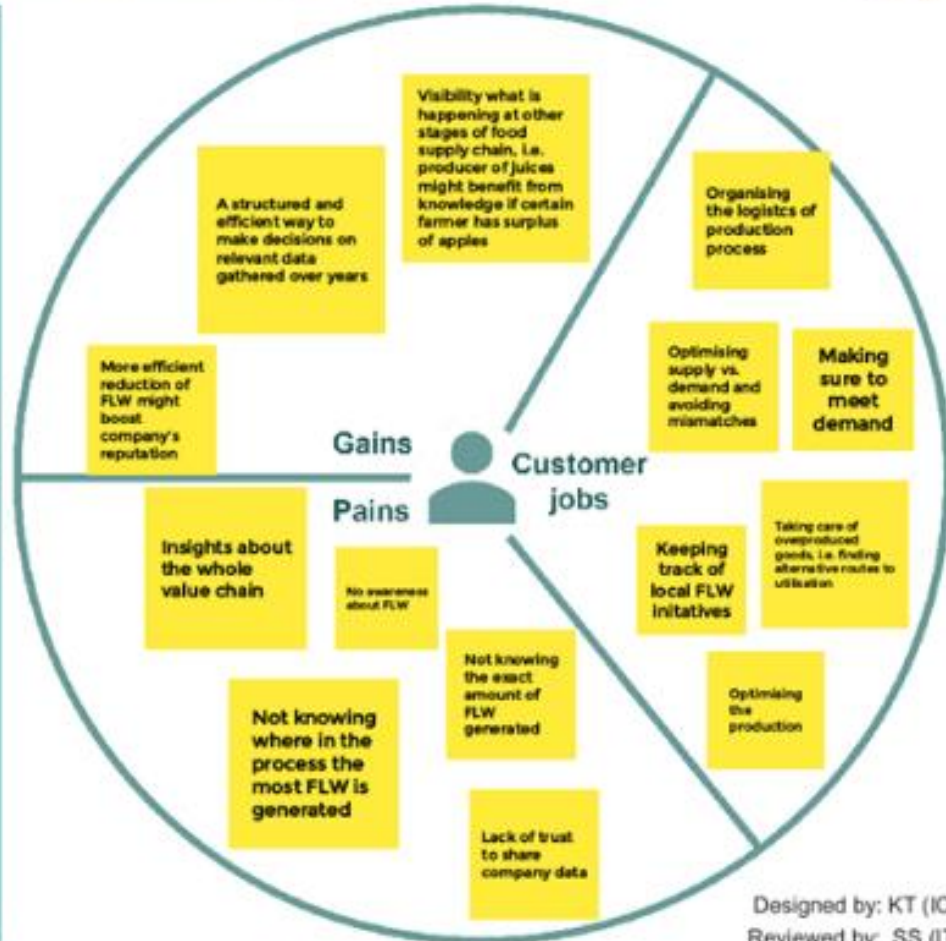 Visibility what is
happening at other
stages of food
supply chain, i.e.
producer of juices
might benefit from
knowledge if certain
farmer has surplus
of apples
A structured and
efficient way to
make decisions on
relevant data
gathered over years
More efficient
reduction of
FLW might
boost
company's
reputation
Gains
Organising
the logistcs of
production
process
Optimising
supply vs.
demand and
avoiding
mismatches
Making
sure to
meet
demand
Customer
jobs
Keeping
track of
local FLW
initatives
Taking care of
overproduced
goods, i.e. finding
alternative routes to
utilisation
Optimising
the
production
Pains
Insights about
the whole
value chain
No awareness
about FLW
Not knowing
the exact
amount of
FLW
generated
Not knowing
where in the
process the
most FLW is
generated
Lack of trust
to share
company data
Designed by: KT
Reviewed by: SS